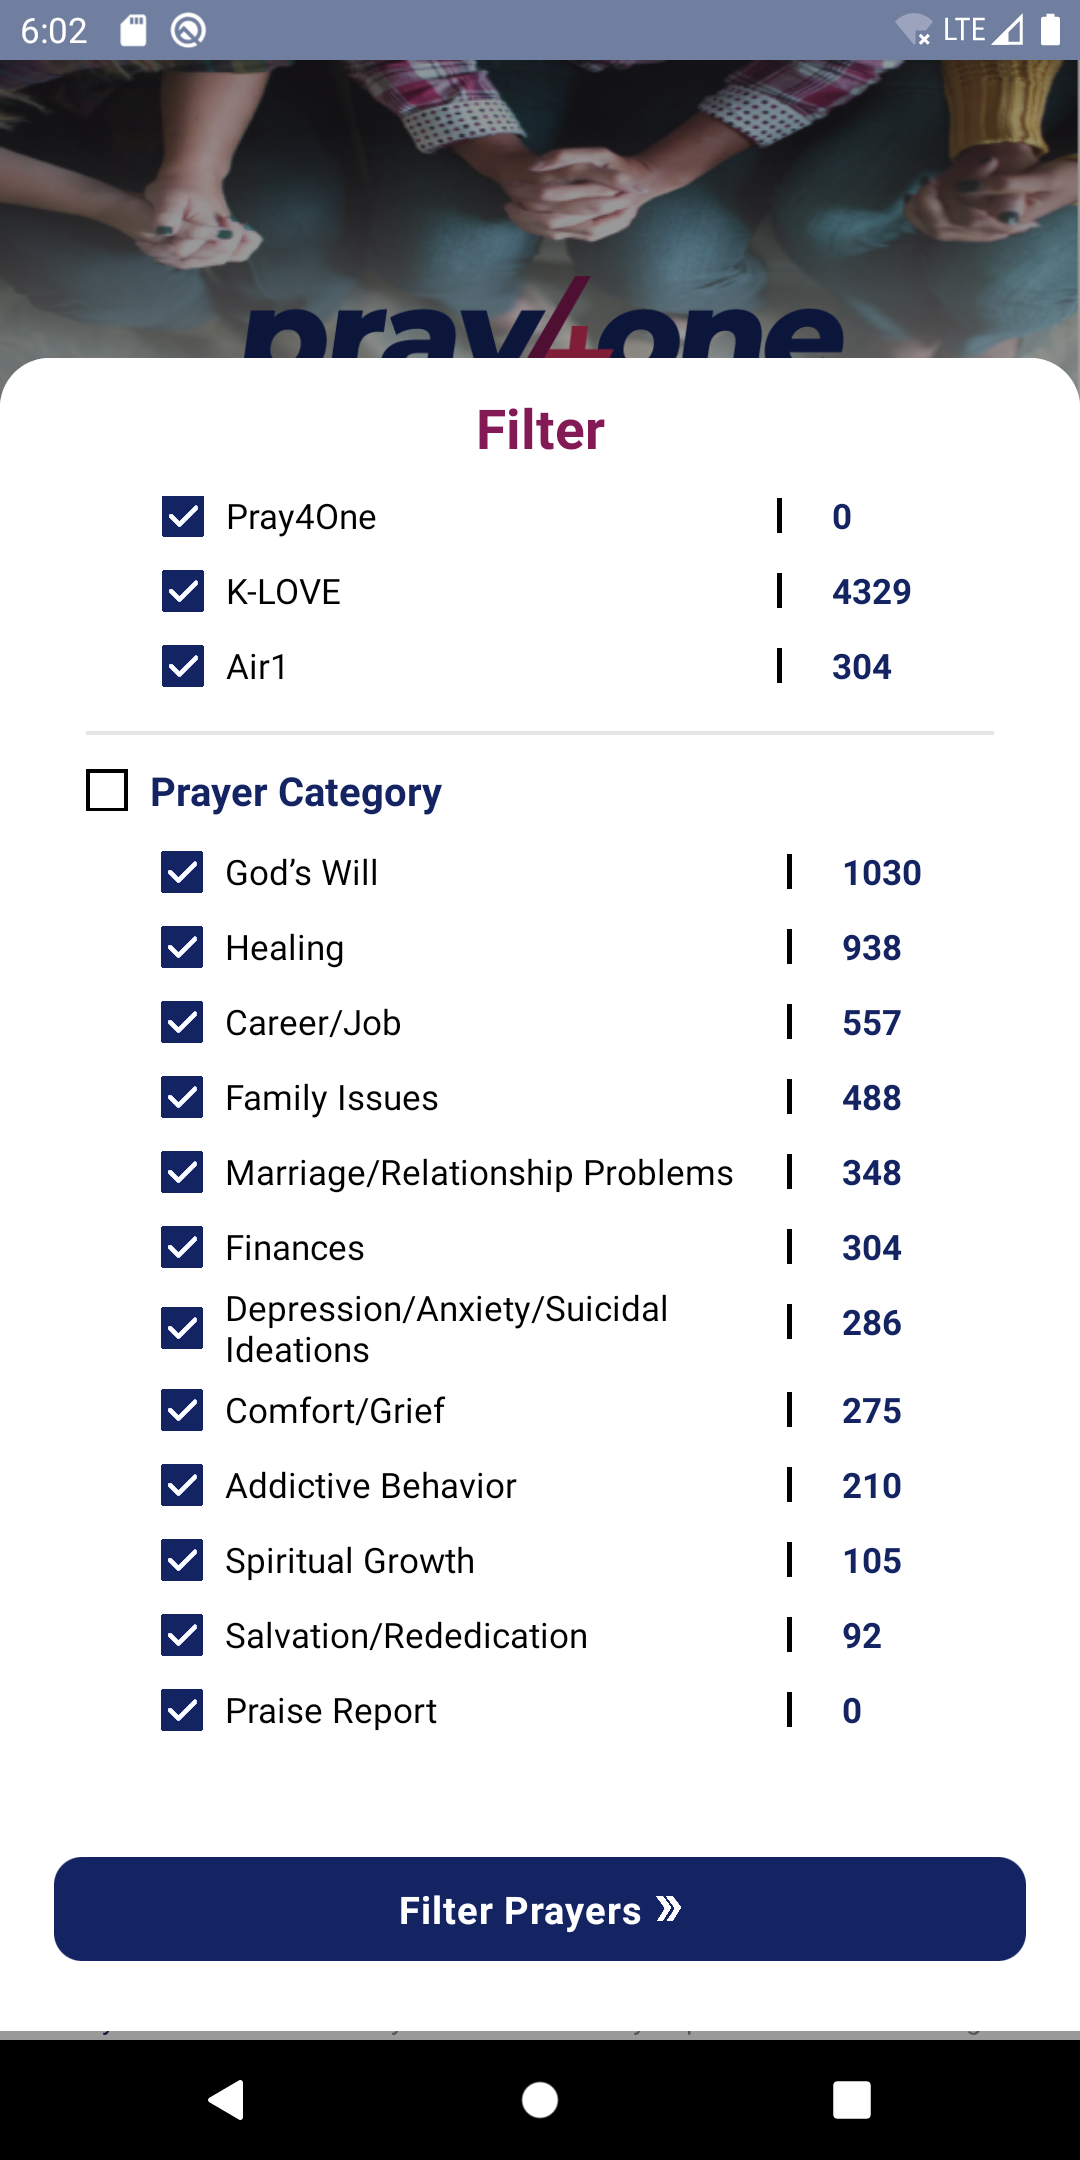 6:02
LTE
pray4one
Filter
Pray4One | 0
K-LOVE | 4329
Air1 | 304
Prayer Category
God’s Will | 1030
Healing | 938
Career/Job | 557
Family Issues | 488
Marriage/Relationship Problems | 348
Finances | 304
Depression/Anxiety/Suicidal
Ideations | 286
Comfort/Grief | 275
Addictive Behavior | 210
Spiritual Growth | 105
Salvation/Rededication | 92
Praise Report | 0
Filter Prayers »